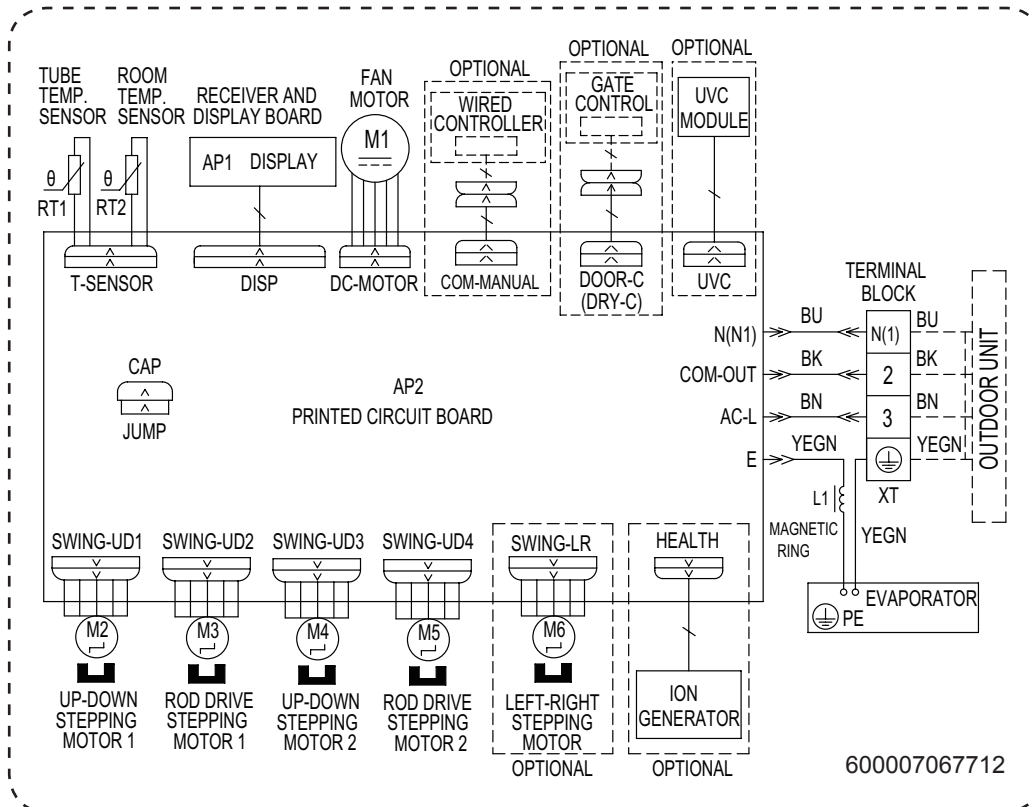 TUBE
TEMP.
SENSOR
ROOM
TEMP.
SENSOR
RECEIVER AND
DISPLAY BOARD
FAN
MOTOR
OPTIONAL
WIRED
CONTROLLER
OPTIONAL
GATE
CONTROL
OPTIONAL
UVC
MODULE
θ
RT1
θ
RT2
AP1 DISPLAY
M1
T-SENSOR
DISP
DC-MOTOR
COM-MANUAL
DOOR-C
(DRY-C)
UVC
TERMINAL
BLOCK
N(N1)
BU
N(1)
BU
COM-OUT
BK
2
BK
AC-L
BN
3
BN
E
YEGN
YEGN
XT
OUTDOOR UNIT
CAP
JUMP
AP2
PRINTED CIRCUIT BOARD
L1
MAGNETIC
RING
YEGN
EVAPORATOR
PE
SWING-UD1
SWING-UD2
SWING-UD3
SWING-UD4
SWING-LR
HEALTH
M2
M3
M4
M5
M6
UP-DOWN
STEPPING
MOTOR 1
ROD DRIVE
STEPPING
MOTOR 1
UP-DOWN
STEPPING
MOTOR 2
ROD DRIVE
STEPPING
MOTOR 2
LEFT-RIGHT
STEPPING
MOTOR
OPTIONAL
ION
GENERATOR
OPTIONAL
600007067712